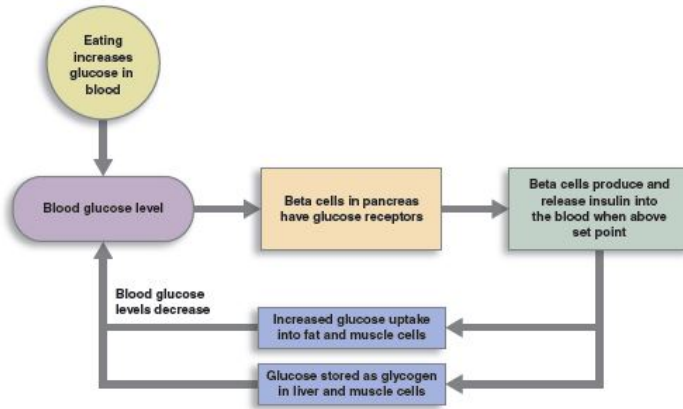 Eating
increases
glucose in
blood
Blood glucose level
Beta cells in pancreas
have glucose receptors
Beta cells produce and
release insulin into
the blood when above
set point
Blood glucose
levels decrease
Increased glucose uptake
into fat and muscle cells
Glucose stored as glycogen
in liver and muscle cells